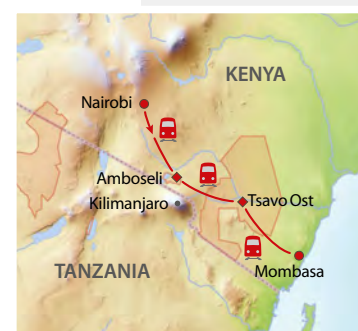 KENYA
Nairobi
Amboseli
Kilimanjaro
Tsavo Ost
TANZANIA
Mombasa